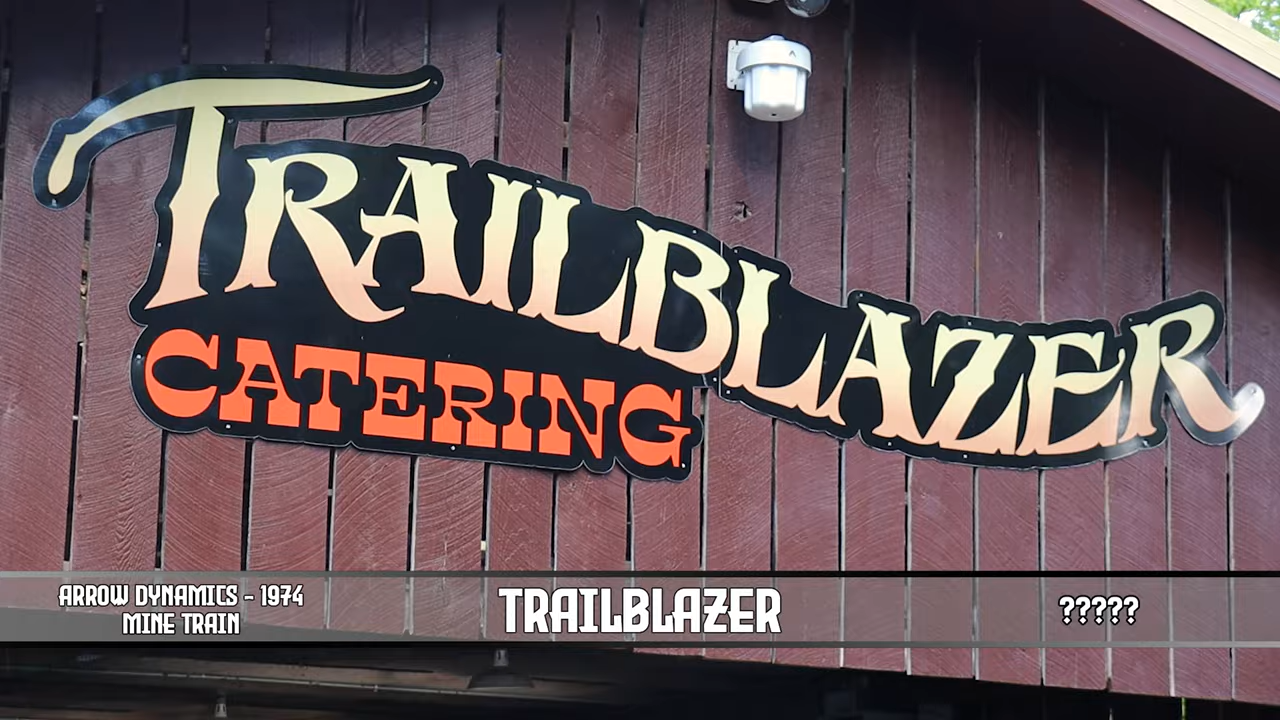 TRAILBLAZER
CATERING
ARROW DYNAMICS - 1974
MINE TRAIN
TRAILBLAZER
?????